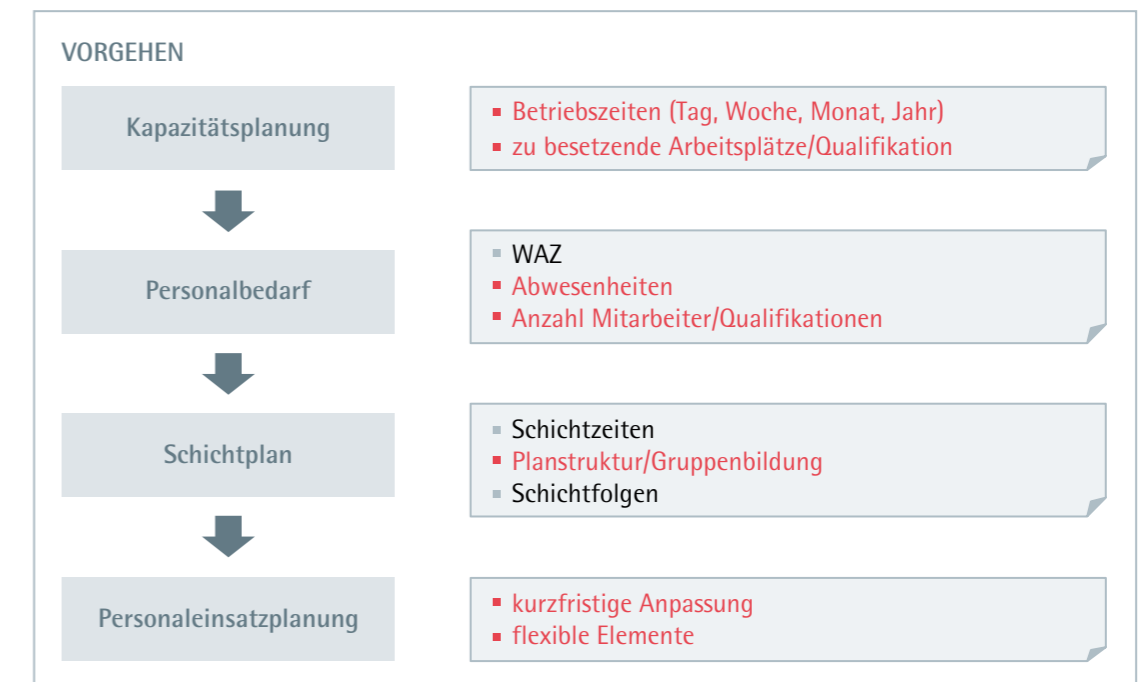 VORGEHEN
Kapazitätsplanung
Betriebszeiten (Tag, Woche, Monat, Jahr)
zu besetzende Arbeitsplätze/Qualifikation
Personalbedarf
WAZ
Abwesenheiten
Anzahl Mitarbeiter/Qualifikationen
Schichtplan
Schichtzeiten
Planstruktur/Gruppenbildung
Schichtfolgen
Personaleinsatzplanung
kurzfristige Anpassung
flexible Elemente